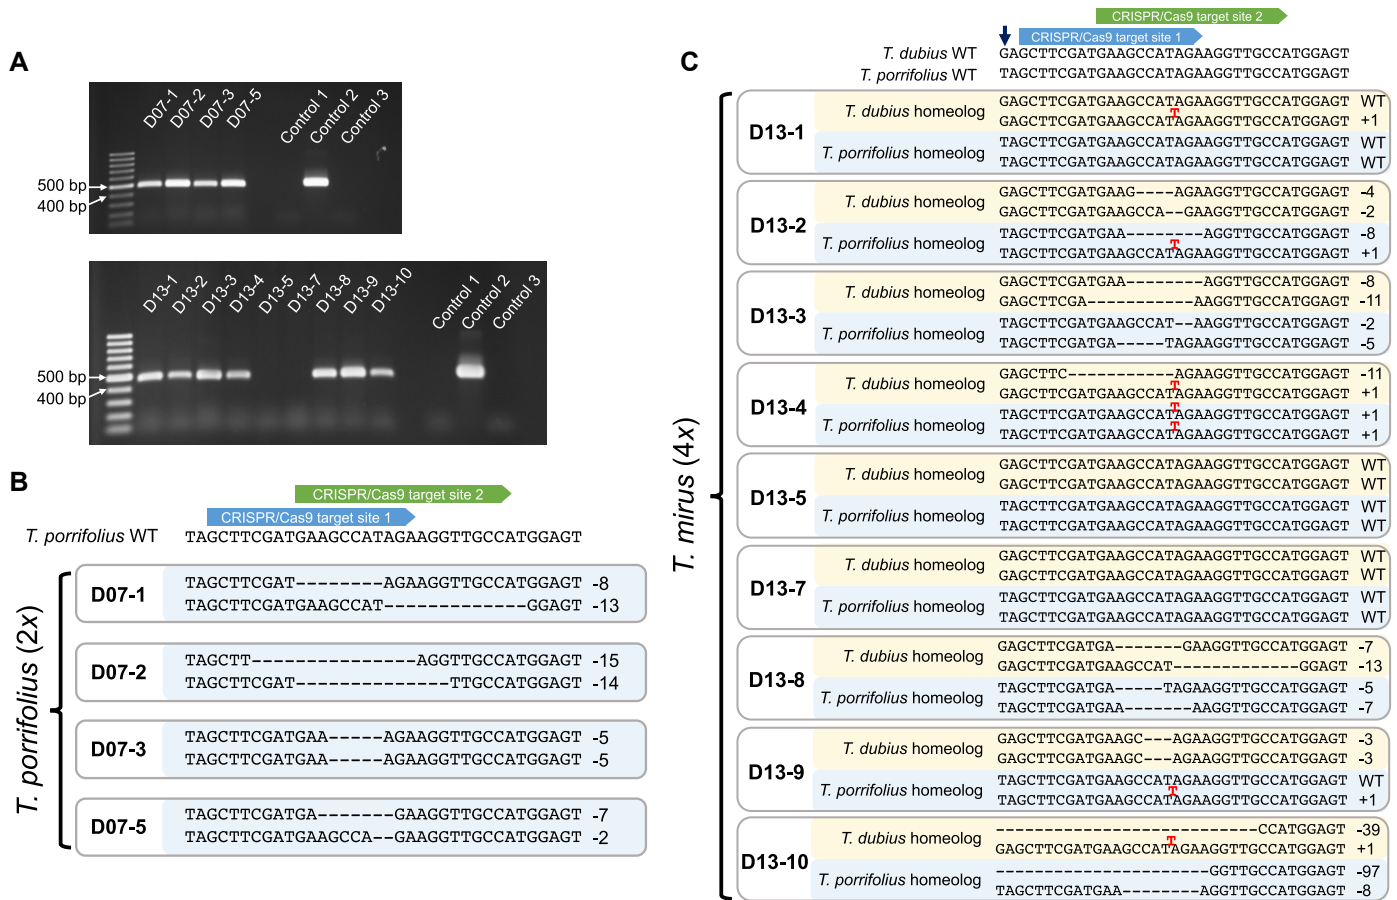 A
D07-1
D07-2
D07-3
D07-5
Control 1
Control 2
Control 3
500 bp
400 bp
D13-1
D13-2
D13-3
D13-4
D13-5
D13-7
D13-8
D13-9
D13-10
Control 1
Control 2
Control 3
500 bp
400 bp
B
CRISPR/Cas9 target site 2
CRISPR/Cas9 target site 1
T. porrifolius WT TAGCTTCGATGAAGCCATAGAAGGTTGCCATGGAGT
T. porrifolius (2x)
D07-1
TAGCTTCGAT--------AGAAGGTTGCCATGGAGT -8
TAGCTTCGATGAAGCCAT-------------GGAGT -13
D07-2
TAGCTT---------------AGGTTGCCATGGAGT -15
TAGCTTCGAT--------------TTGCCATGGAGT -14
D07-3
TAGCTTCGATGAA-----AGAAGGTTGCCATGGAGT -5
TAGCTTCGATGAA-----AGAAGGTTGCCATGGAGT -5
D07-5
TAGCTTCGATGA-------GAAGGTTGCCATGGAGT -7
TAGCTTCGATGAAGCCA--GAAGGTTGCCATGGAGT -2
C
CRISPR/Cas9 target site 2
CRISPR/Cas9 target site 1
T. dubius WT GAGCTTCGATGAAGCCATAGAAGGTTGCCATGGAGT
T. porrifolius WT TAGCTTCGATGAAGCCATAGAAGGTTGCCATGGAGT
T. mirus (4x)
D13-1
T. dubius homeolog
GAGCTTCGATGAAGCCATAGAAGGTTGCCATGGAGT WT
T
GAGCTTCGATGAAGCCATAGAAGGTTGCCATGGAGT +1
T. porrifolius homeolog
TAGCTTCGATGAAGCCATAGAAGGTTGCCATGGAGT WT
TAGCTTCGATGAAGCCATAGAAGGTTGCCATGGAGT WT
D13-2
T. dubius homeolog
GAGCTTCGATGAAG----AGAAGGTTGCCATGGAGT -4
GAGCTTCGATGAAGCCA--GAAGGTTGCCATGGAGT -2
T. porrifolius homeolog
TAGCTTCGATGAA--------AGGTTGCCATGGAGT -8
T
TAGCTTCGATGAAGCCATAGAAGGTTGCCATGGAGT +1
D13-3
T. dubius homeolog
GAGCTTCGATGAA--------AGGTTGCCATGGAGT -8
GAGCTTCGA-----------AAGGTTGCCATGGAGT -11
T. porrifolius homeolog
TAGCTTCGATGAAGCCAT--AAGGTTGCCATGGAGT -2
TAGCTTCGATGA-----TAGAAGGTTGCCATGGAGT -5
D13-4
T. dubius homeolog
GAGCTTC-----------AGAAGGTTGCCATGGAGT -11
T
GAGCTTCGATGAAGCCATAGAAGGTTGCCATGGAGT +1
T. porrifolius homeolog
T
TAGCTTCGATGAAGCCATAGAAGGTTGCCATGGAGT +1
T
TAGCTTCGATGAAGCCATAGAAGGTTGCCATGGAGT +1
D13-5
T. dubius homeolog
GAGCTTCGATGAAGCCATAGAAGGTTGCCATGGAGT WT
GAGCTTCGATGAAGCCATAGAAGGTTGCCATGGAGT WT
T. porrifolius homeolog
TAGCTTCGATGAAGCCATAGAAGGTTGCCATGGAGT WT
TAGCTTCGATGAAGCCATAGAAGGTTGCCATGGAGT WT
D13-7
T. dubius homeolog
GAGCTTCGATGAAGCCATAGAAGGTTGCCATGGAGT WT
GAGCTTCGATGAAGCCATAGAAGGTTGCCATGGAGT WT
T. porrifolius homeolog
TAGCTTCGATGAAGCCATAGAAGGTTGCCATGGAGT WT
TAGCTTCGATGAAGCCATAGAAGGTTGCCATGGAGT WT
D13-8
T. dubius homeolog
GAGCTTCGATGA-------GAAGGTTGCCATGGAGT -7
GAGCTTCGATGAAGCCAT-------------GGAGT -13
T. porrifolius homeolog
TAGCTTCGATGA-----TAGAAGGTTGCCATGGAGT -5
TAGCTTCGATGAA-------AAGGTTGCCATGGAGT -7
D13-9
T. dubius homeolog
GAGCTTCGATGAAGC---AGAAGGTTGCCATGGAGT -3
GAGCTTCGATGAAGC---AGAAGGTTGCCATGGAGT -3
T. porrifolius homeolog
TAGCTTCGATGAAGCCATAGAAGGTTGCCATGGAGT WT
T
TAGCTTCGATGAAGCCATAGAAGGTTGCCATGGAGT +1
D13-10
T. dubius homeolog
---------------------------CCATGGAGT -39
T
GAGCTTCGATGAAGCCATAGAAGGTTGCCATGGAGT +1
T. porrifolius homeolog
----------------------GGTTGCCATGGAGT -97
TAGCTTCGATGAA--------AGGTTGCCATGGAGT -8